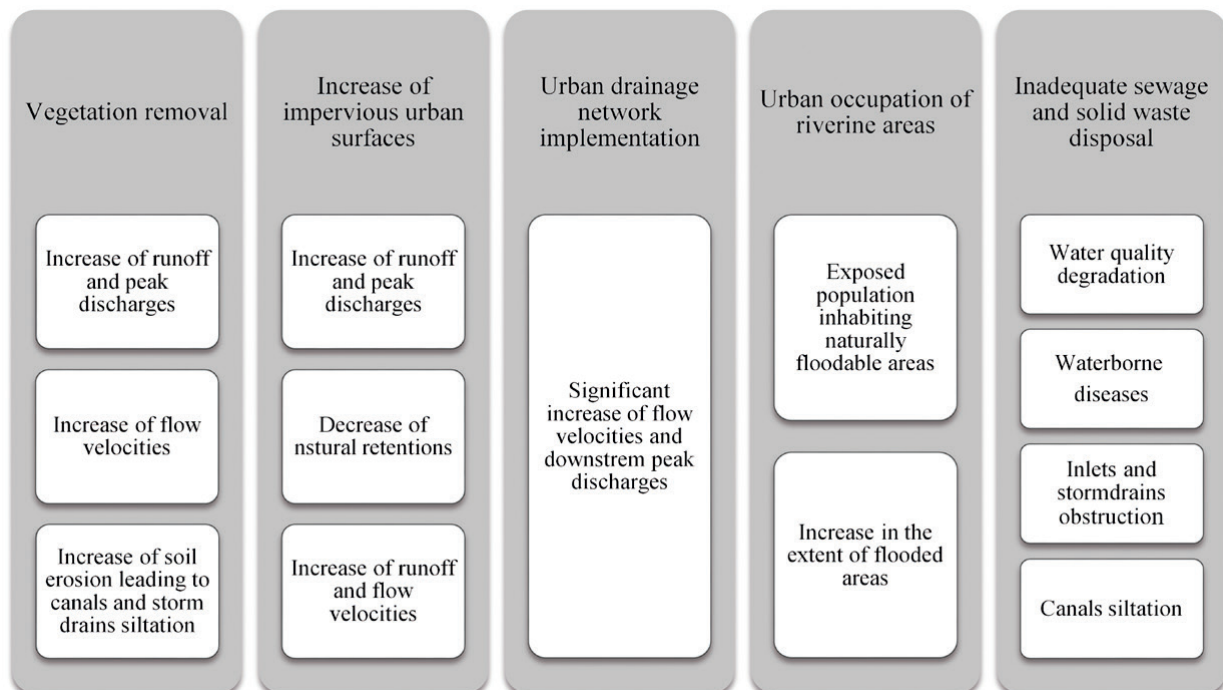 Vegetation removal
Increase of runoff
and peak
discharges
Increase of flow
velocities
Increase of soil
erosion leading to
canals and storm
drains siltation
Increase of
impervious urban
surfaces
Increase of runoff
and peak
discharges
Decrease of
nstural retentions
Increase of runoff
and flow
velocities
Urban drainage
network
implementation
Significant
increase of flow
velocities and
downstrem peak
discharges
Urban occupation of
riverine areas
Exposed
population
inhabiting
naturally
floodable areas
Increase in the
extent of flooded
areas
Inadequate sewage
and solid waste
disposal
Water quality
degradation
Waterborne
diseases
Inlets and
stormdrains
obstruction
Canals siltation